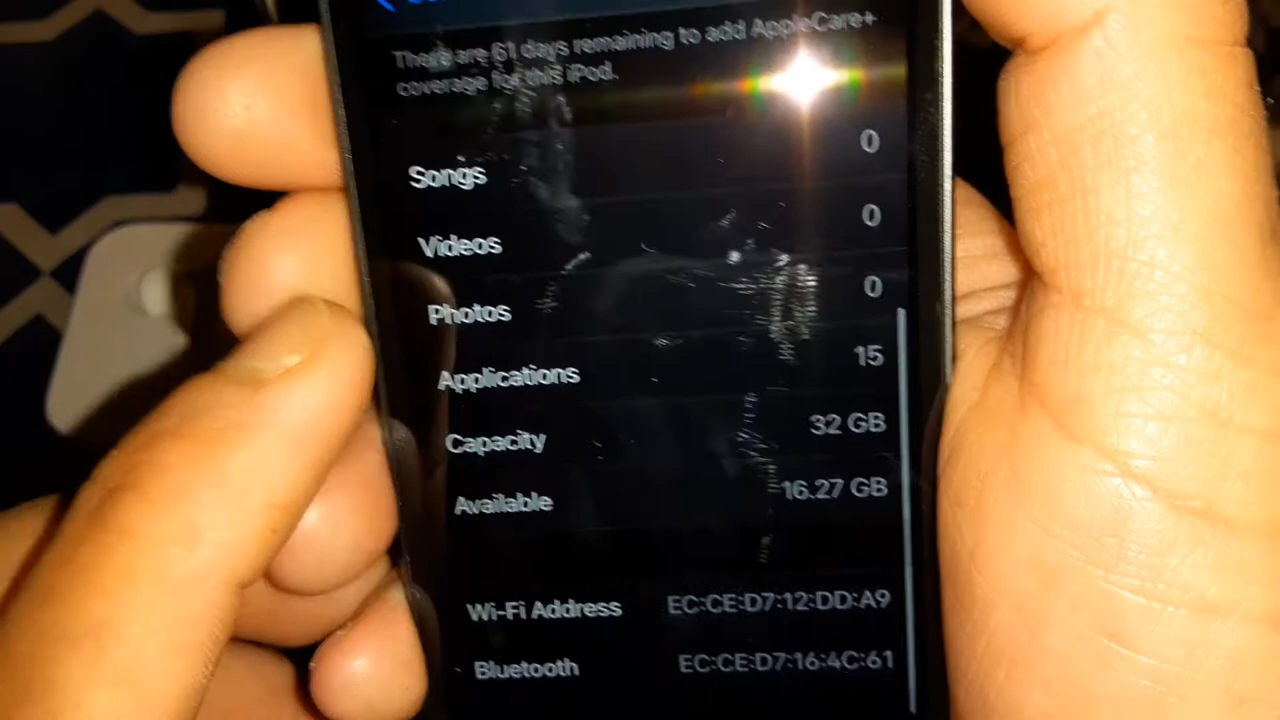 There are 61 days remaining to add AppleCare+
coverage for this iPod.
Songs 0
Videos 0
Photos 0
Applications 15
Capacity 32 GB
Available 16.27 GB
Wi-Fi Address EC:CE:D7:12:DD:A9
Bluetooth EC:CE:D7:16:4C:61